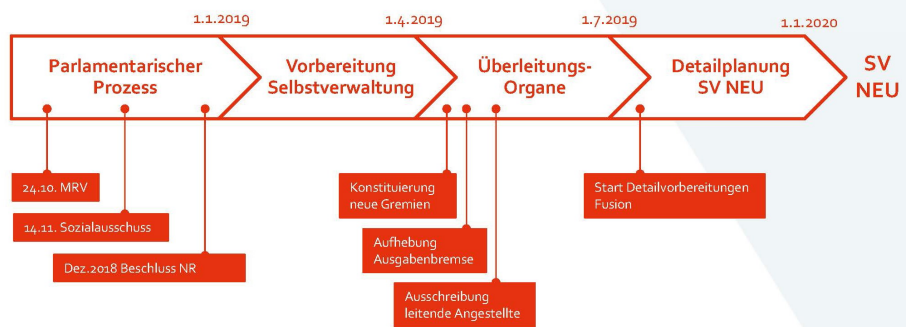 1.1.2019
1.4.2019
1.7.2019
1.1.2020
Parlamentarischer
Prozess
Vorbereitung
Selbstverwaltung
Überleitungs-
Organe
Detailplanung
SV NEU
SV
NEU
24.10. MRV
14.11. Sozialausschuss
Dez.2018 Beschluss NR
Konstituierung
neue Gremien
Aufhebung
Ausgabenbremse
Ausschreibung
leitende Angestellte
Start Detailvorbereitungen
Fusion